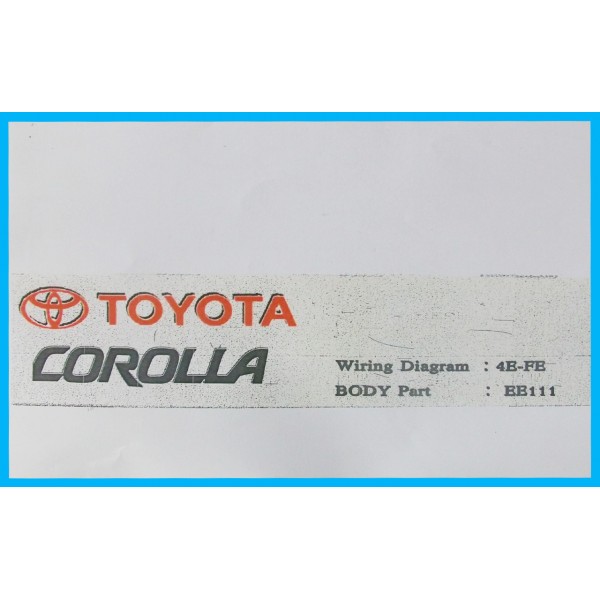 TOYOTA
COROLLA
Wiring Diagram : 4E-FE
BODY Part : EE111